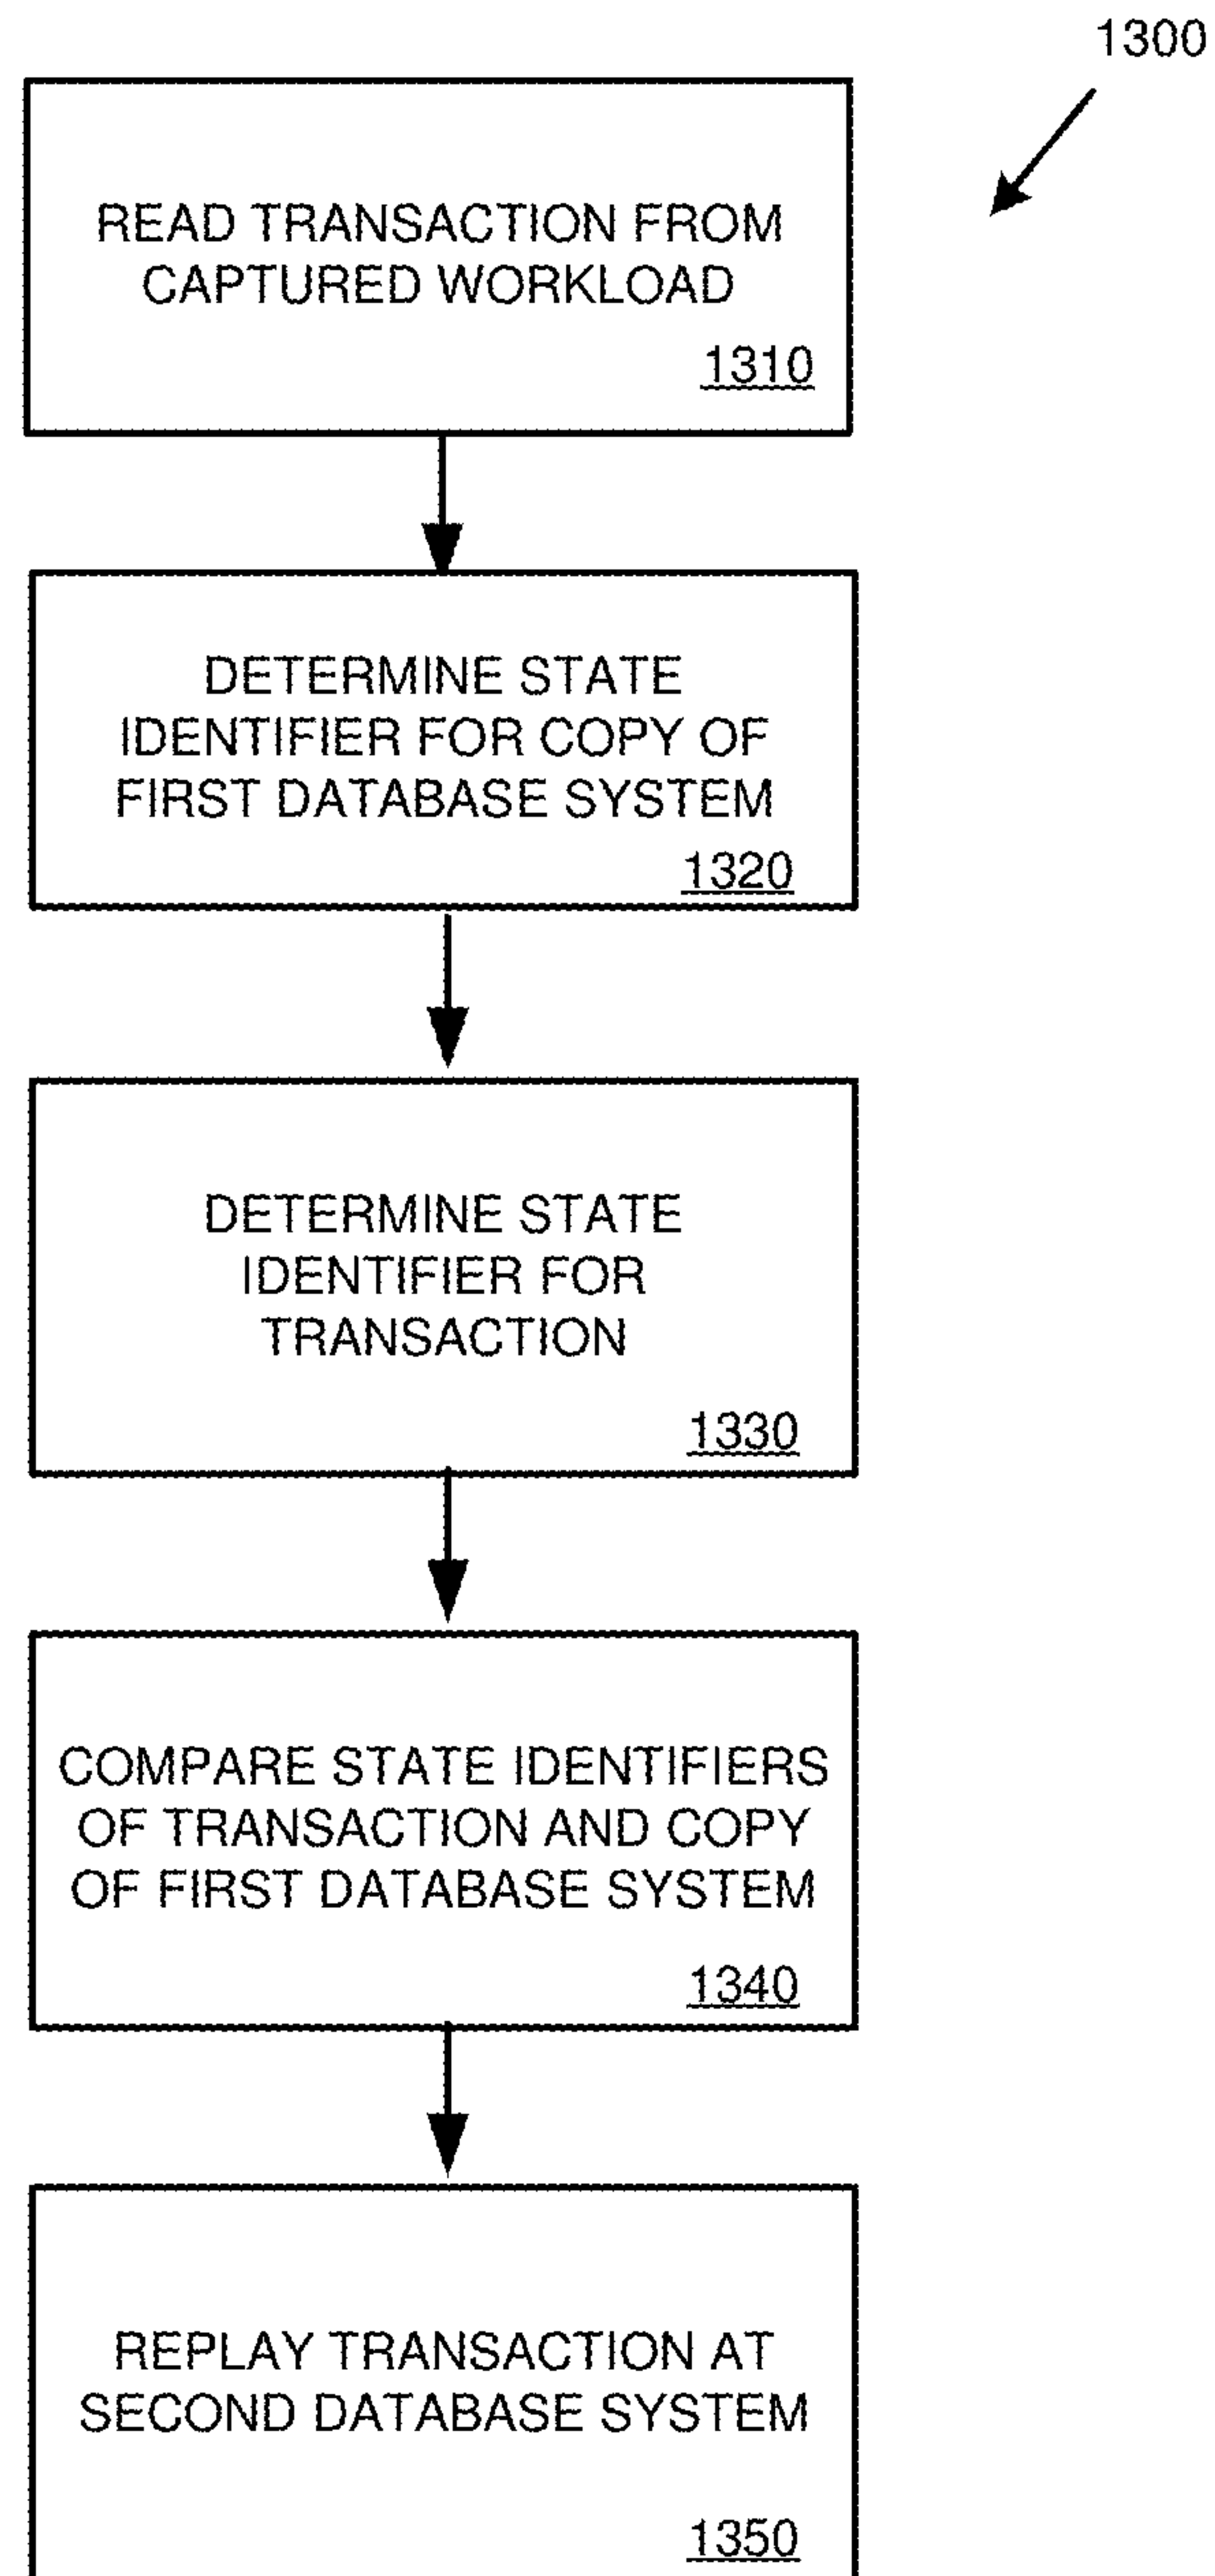 1300
READ TRANSACTION FROM
CAPTURED WORKLOAD
1310
DETERMINE STATE
IDENTIFIER FOR COPY OF
FIRST DATABASE SYSTEM
1320
DETERMINE STATE
IDENTIFIER FOR
TRANSACTION
1330
COMPARE STATE IDENTIFIERS
OF TRANSACTION AND COPY
OF FIRST DATABASE SYSTEM
1340
REPLAY TRANSACTION AT
SECOND DATABASE SYSTEM
1350